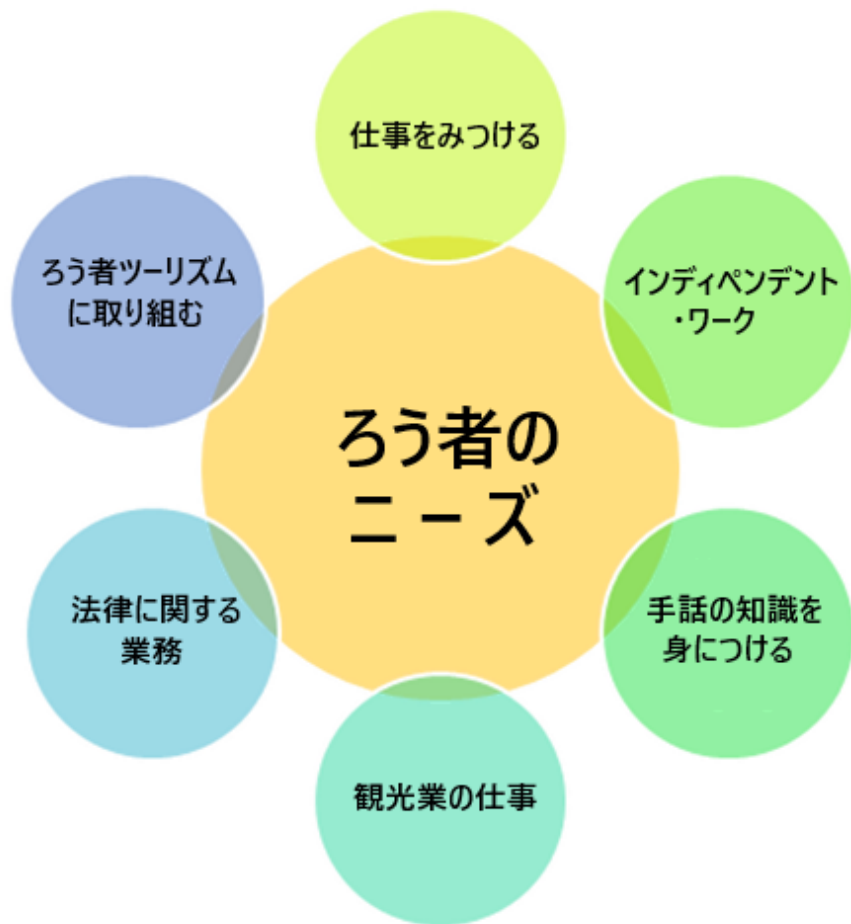 仕事をみつける
インディペンデント
・ワーク
手話の知識を
身につける
観光業の仕事
法律に関する
業務
ろう者ツーリズム
に取り組む
ろう者の
ニーズ